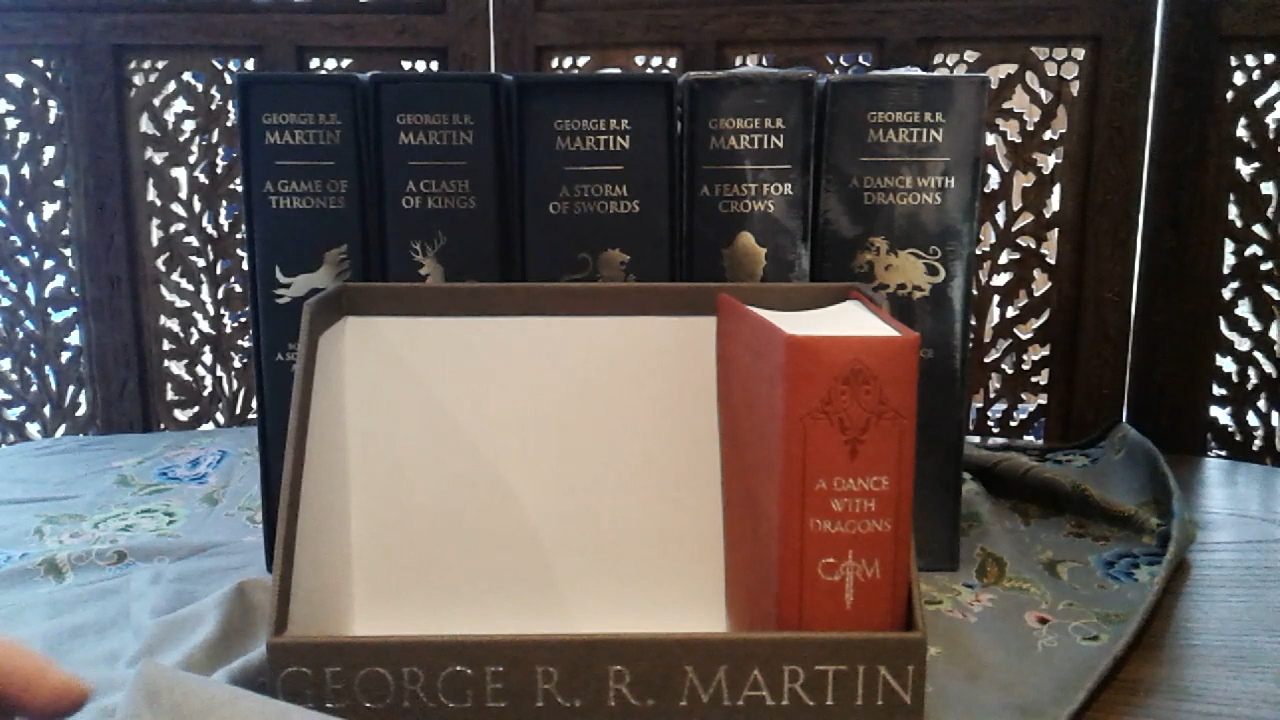 GEORGE R.R.
MARTIN
A GAME OF
THRONES
GEORGE R.R.
MARTIN
A CLASH
OF KINGS
GEORGE R.R.
MARTIN
A STORM
OF SWORDS
GEORGE R.R.
MARTIN
A FEAST FOR
CROWS
GEORGE R.R.
MARTIN
A DANCE WITH
DRAGONS
A DANCE
WITH
DRAGONS
GRRM
GEORGE R. R. MARTIN